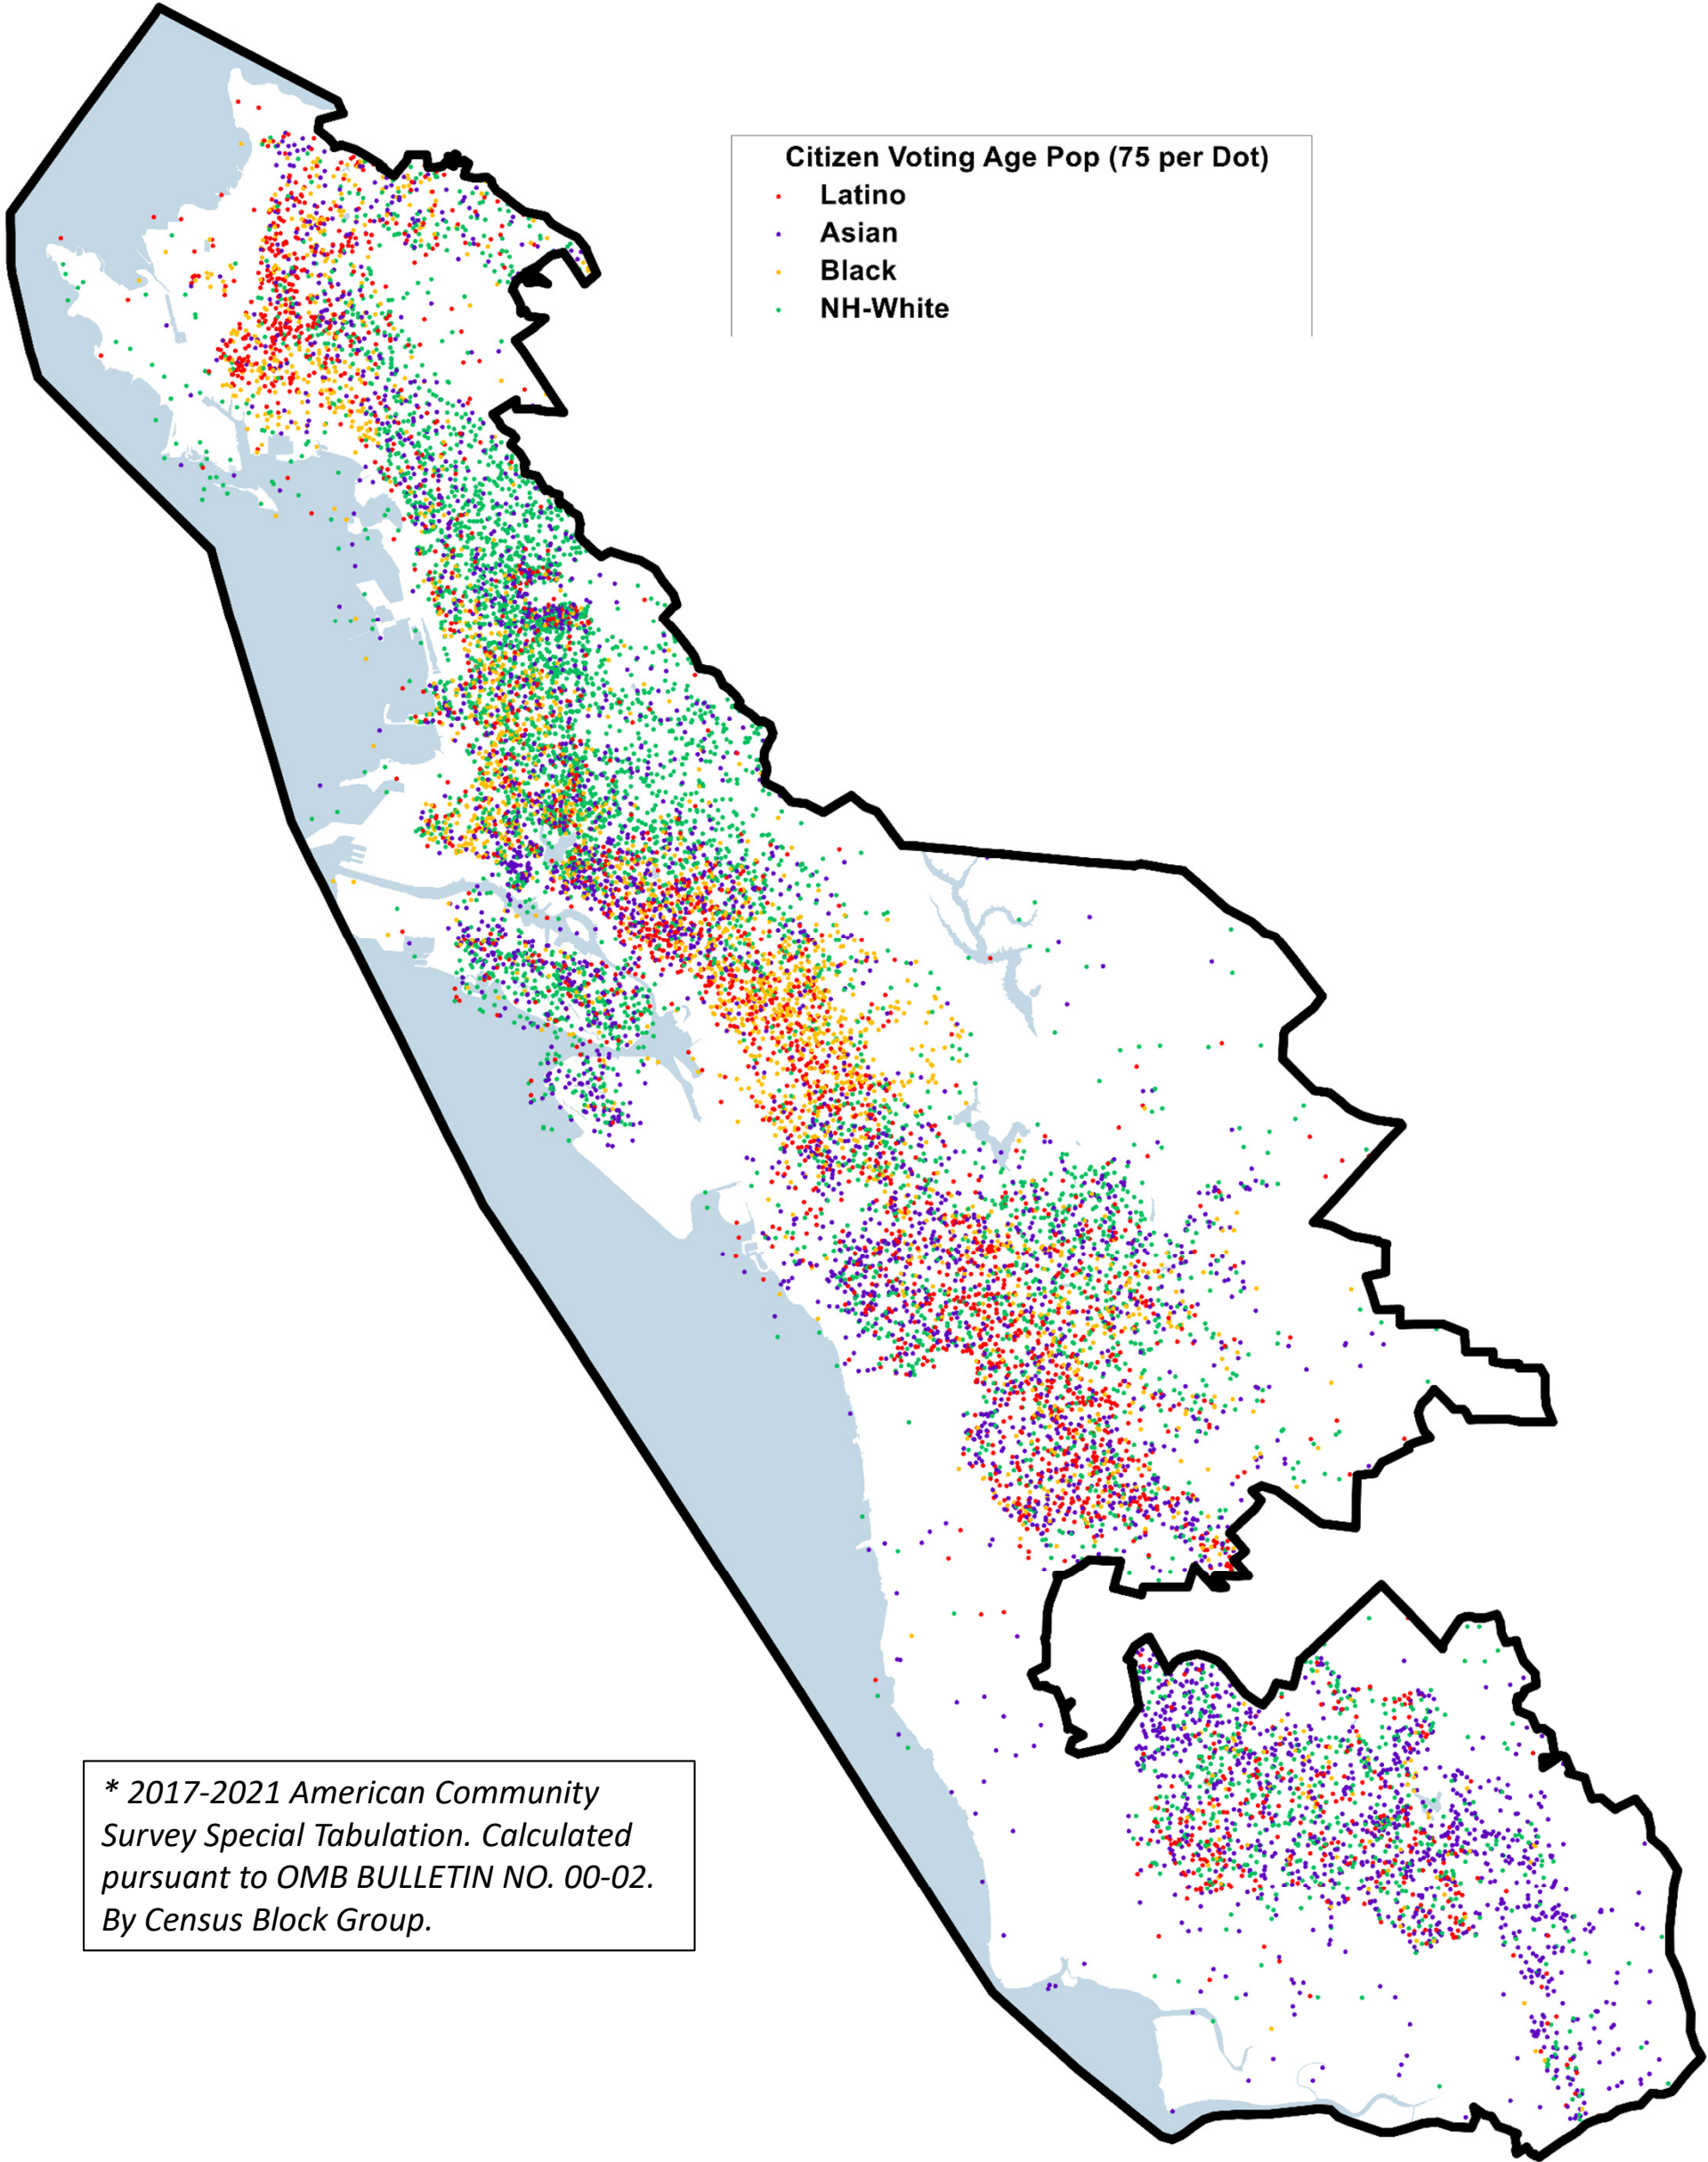 Citizen Voting Age Pop (75 per Dot)
Latino
Asian
Black
NH-White
* 2017-2021 American Community
Survey Special Tabulation. Calculated
pursuant to OMB BULLETIN NO. 00-02.
By Census Block Group.